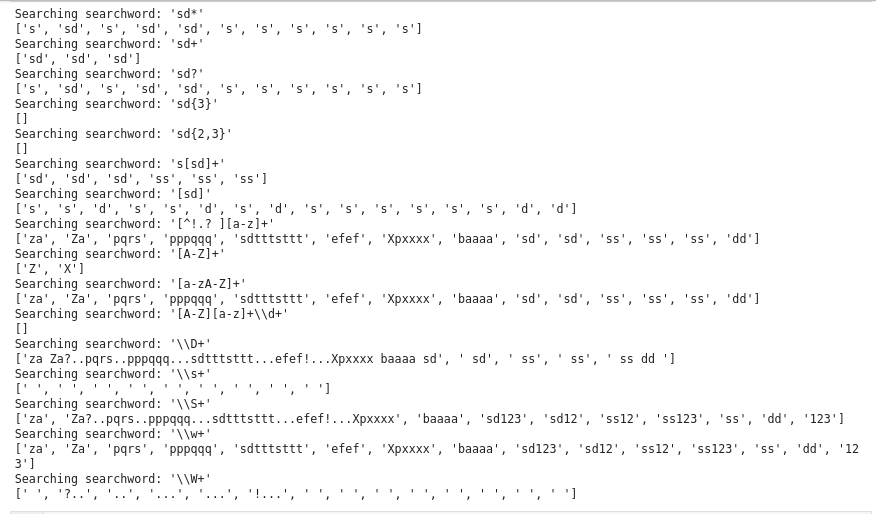 Searching searchword: 'sd*'
['s', 'sd', 's', 'sd', 'sd', 's', 's', 's', 's', 's', 's']
Searching searchword: 'sd+'
['sd', 'sd', 'sd']
Searching searchword: 'sd?'
['s', 'sd', 's', 'sd', 'sd', 's', 's', 's', 's', 's', 's']
Searching searchword: 'sd{3}'
[]
Searching searchword: 'sd{2,3}'
[]
Searching searchword: 's[sd]+'
['sd', 'sd', 'sd', 'ss', 'ss', 'ss']
Searching searchword: '[sd]'
['s', 's', 'd', 's', 's', 'd', 's', 'd', 's', 's', 's', 's', 's', 's', 'd', 'd']
Searching searchword: '[^!.? ][a-z]+'
['za', 'Za', 'pqrs', 'pppqqq', 'sdtttsttt', 'efef', 'Xpxxxx', 'baaaa', 'sd', 'sd', 'ss', 'ss', 'ss', 'dd']
Searching searchword: '[A-Z]+'
['Z', 'X']
Searching searchword: '[a-zA-Z]+'
['za', 'Za', 'pqrs', 'pppqqq', 'sdtttsttt', 'efef', 'Xpxxxx', 'baaaa', 'sd', 'sd', 'ss', 'ss', 'ss', 'dd']
Searching searchword: '[A-Z][a-z]+\\d+'
[]
Searching searchword: '\\D+'
['za Za?..pqrs..pppqqq...sdtttsttt...efef!...Xpxxxx baaaa sd', ' sd', ' ss', ' ss', ' ss dd ']
Searching searchword: '\\s+'
[' ', ' ', ' ', ' ', ' ', ' ', ' ', ' ', ' ']
Searching searchword: '\\S+'
['za', 'Za?..pqrs..pppqqq...sdtttsttt...efef!...Xpxxxx', 'baaaa', 'sd123', 'sd12', 'ss12', 'ss123', 'ss', 'dd', '123']
Searching searchword: '\\w+'
['za', 'Za', 'pqrs', 'pppqqq', 'sdtttsttt', 'efef', 'Xpxxxx', 'baaaa', 'sd123', 'sd12', 'ss12', 'ss123', 'ss', 'dd', '12
3']
Searching searchword: '\\W+'
[' ', '?..', '..', '...', '...', '!...', ' ', ' ', ' ', ' ', ' ', ' ', ' ', ' ']